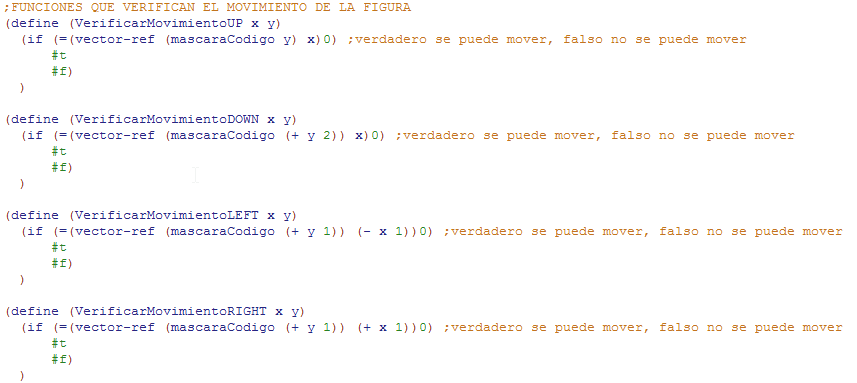 ;FUNCIONES QUE VERIFICAN EL MOVIMIENTO DE LA FIGURA
(define (VerificarMovimientoUP x y)
  (if (=(vector-ref (mascaraCodigo y) x)0) ;verdadero se puede mover, falso no se puede mover
      #t
      #f)
  )

(define (VerificarMovimientoDOWN x y)
  (if (=(vector-ref (mascaraCodigo (+ y 2)) x)0) ;verdadero se puede mover, falso no se puede mover
      #t
      #f)
  )

(define (VerificarMovimientoLEFT x y)
  (if (=(vector-ref (mascaraCodigo (+ y 1)) (- x 1))0) ;verdadero se puede mover, falso no se puede mover
      #t
      #f)
  )

(define (VerificarMovimientoRIGHT x y)
  (if (=(vector-ref (mascaraCodigo (+ y 1)) (+ x 1))0) ;verdadero se puede mover, falso no se puede mover
      #t
      #f)
  )